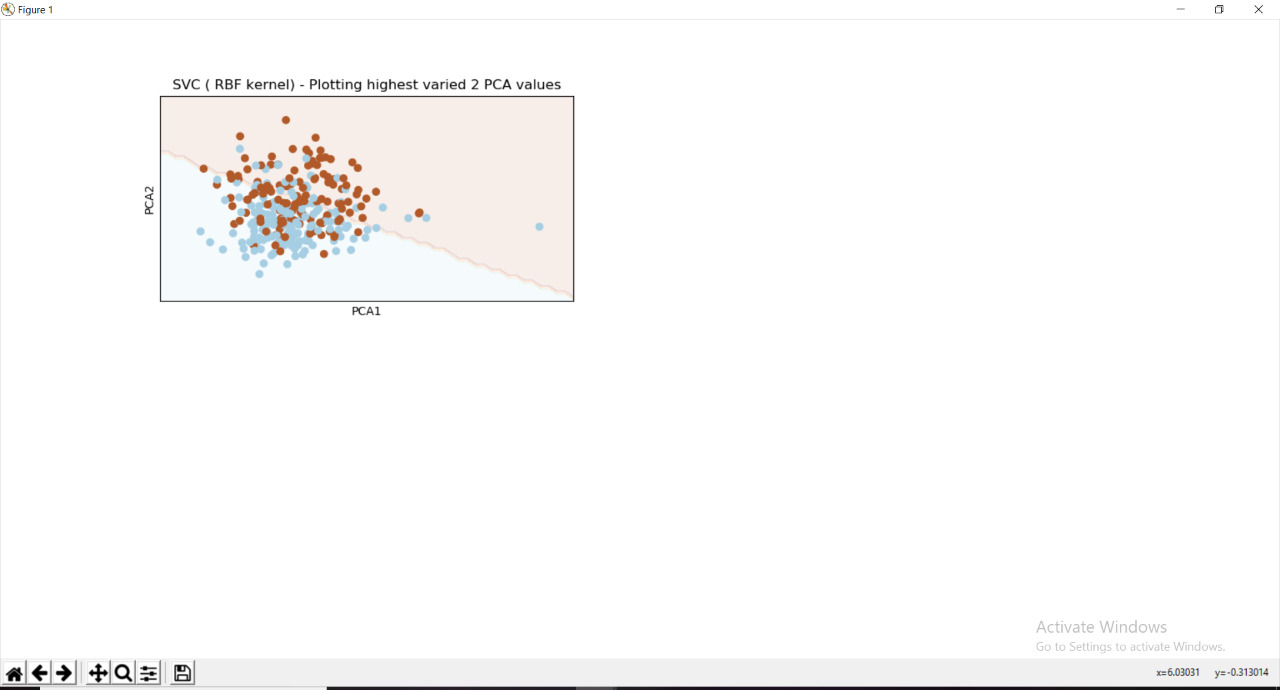 Figure 1
SVC ( RBF kernel) - Plotting highest varied 2 PCA values
PCA2
PCA1
Activate Windows
Go to Settings to activate Windows.
x=6.03031 y=-0.313014